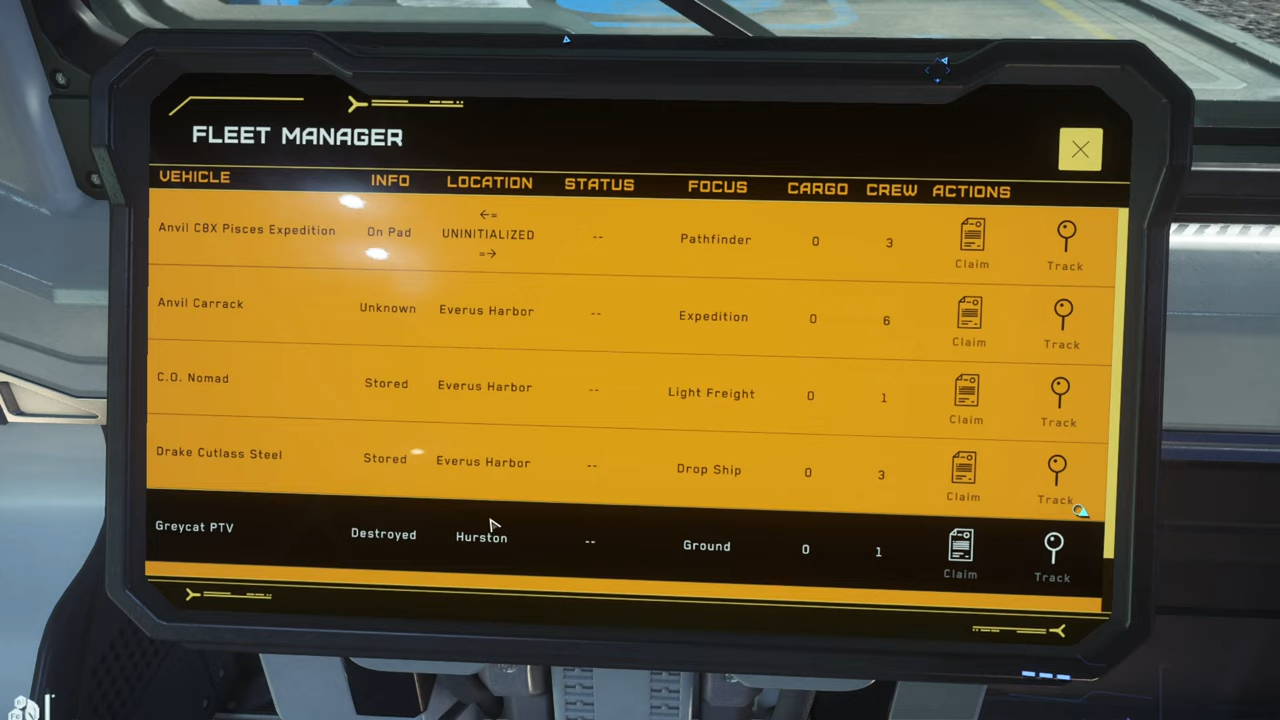 FLEET MANAGER
VEHICLE INFO LOCATION STATUS FOCUS CARGO CREW ACTIONS
Anvil C8X Pisces Expedition On Pad <= UNINITIALIZED => -- Pathfinder 0 3 Claim Track
Anvil Carrack Unknown Everus Harbor -- Expedition 0 6 Claim Track
C.O. Nomad Stored Everus Harbor -- Light Freight 0 1 Claim Track
Drake Cutlass Steel Stored Everus Harbor -- Drop Ship 0 3 Claim Track
Greycat PTV Destroyed Hurston -- Ground 0 1 Claim Track